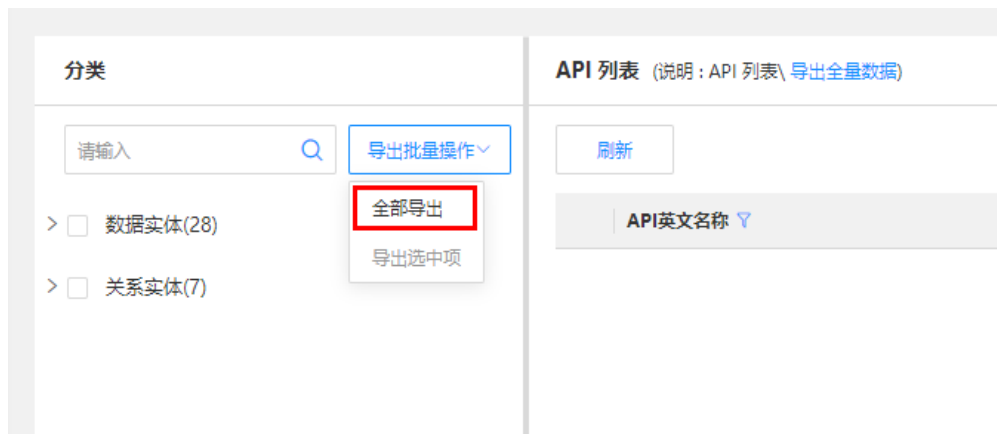 分类
请输入
导出批量操作
全部导出
导出选中项
数据实体(28)
关系实体(7)
API 列表 (说明 : API 列表\ 导出全量数据)
刷新
API英文名称